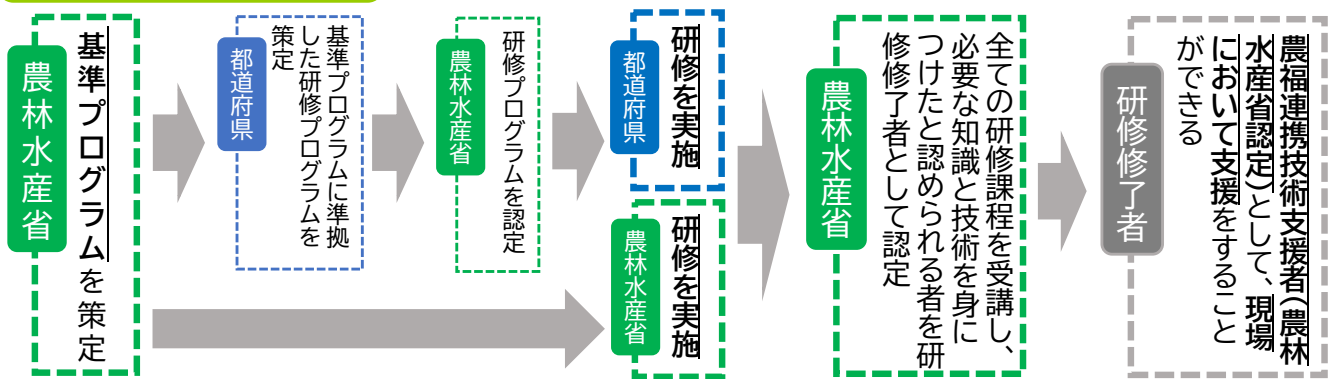 農林水産省
基準プログラムを策定
都道府県
基準プログラムに準拠
した研修プログラムを
策定
農林水産省
研修プログラムを認定
都道府県
研修を実施
農林水産省
研修を実施
農林水産省
全ての研修課程を受講し、
必要な知識と技術を身に
つけたと認められる者を研
修修了者として認定
研修修了者
農福連携技術支援者(農林
水産省認定)として、現場
において支援をすること
ができる